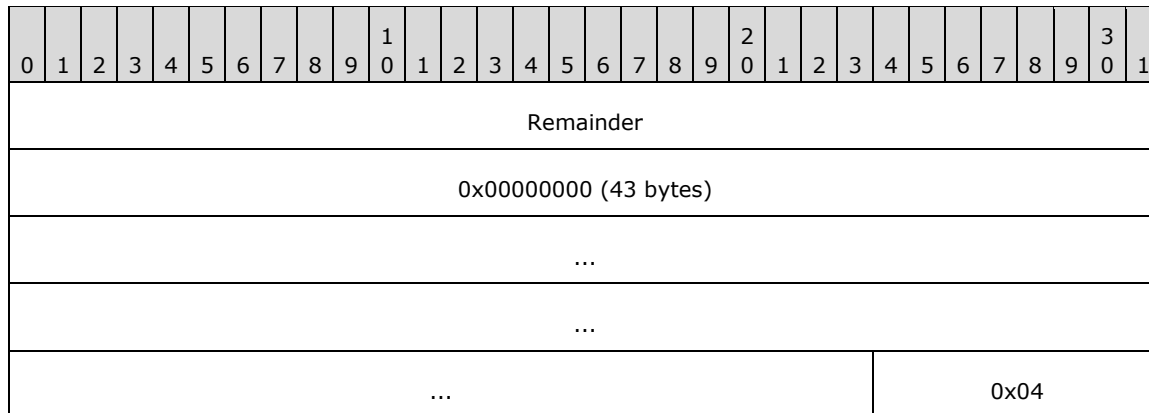 1 2 3
0 1 2 3 4 5 6 7 8 9 0 1 2 3 4 5 6 7 8 9 0 1 2 3 4 5 6 7 8 9 0 1
Remainder
0x00000000 (43 bytes)
...
...
... 0x04